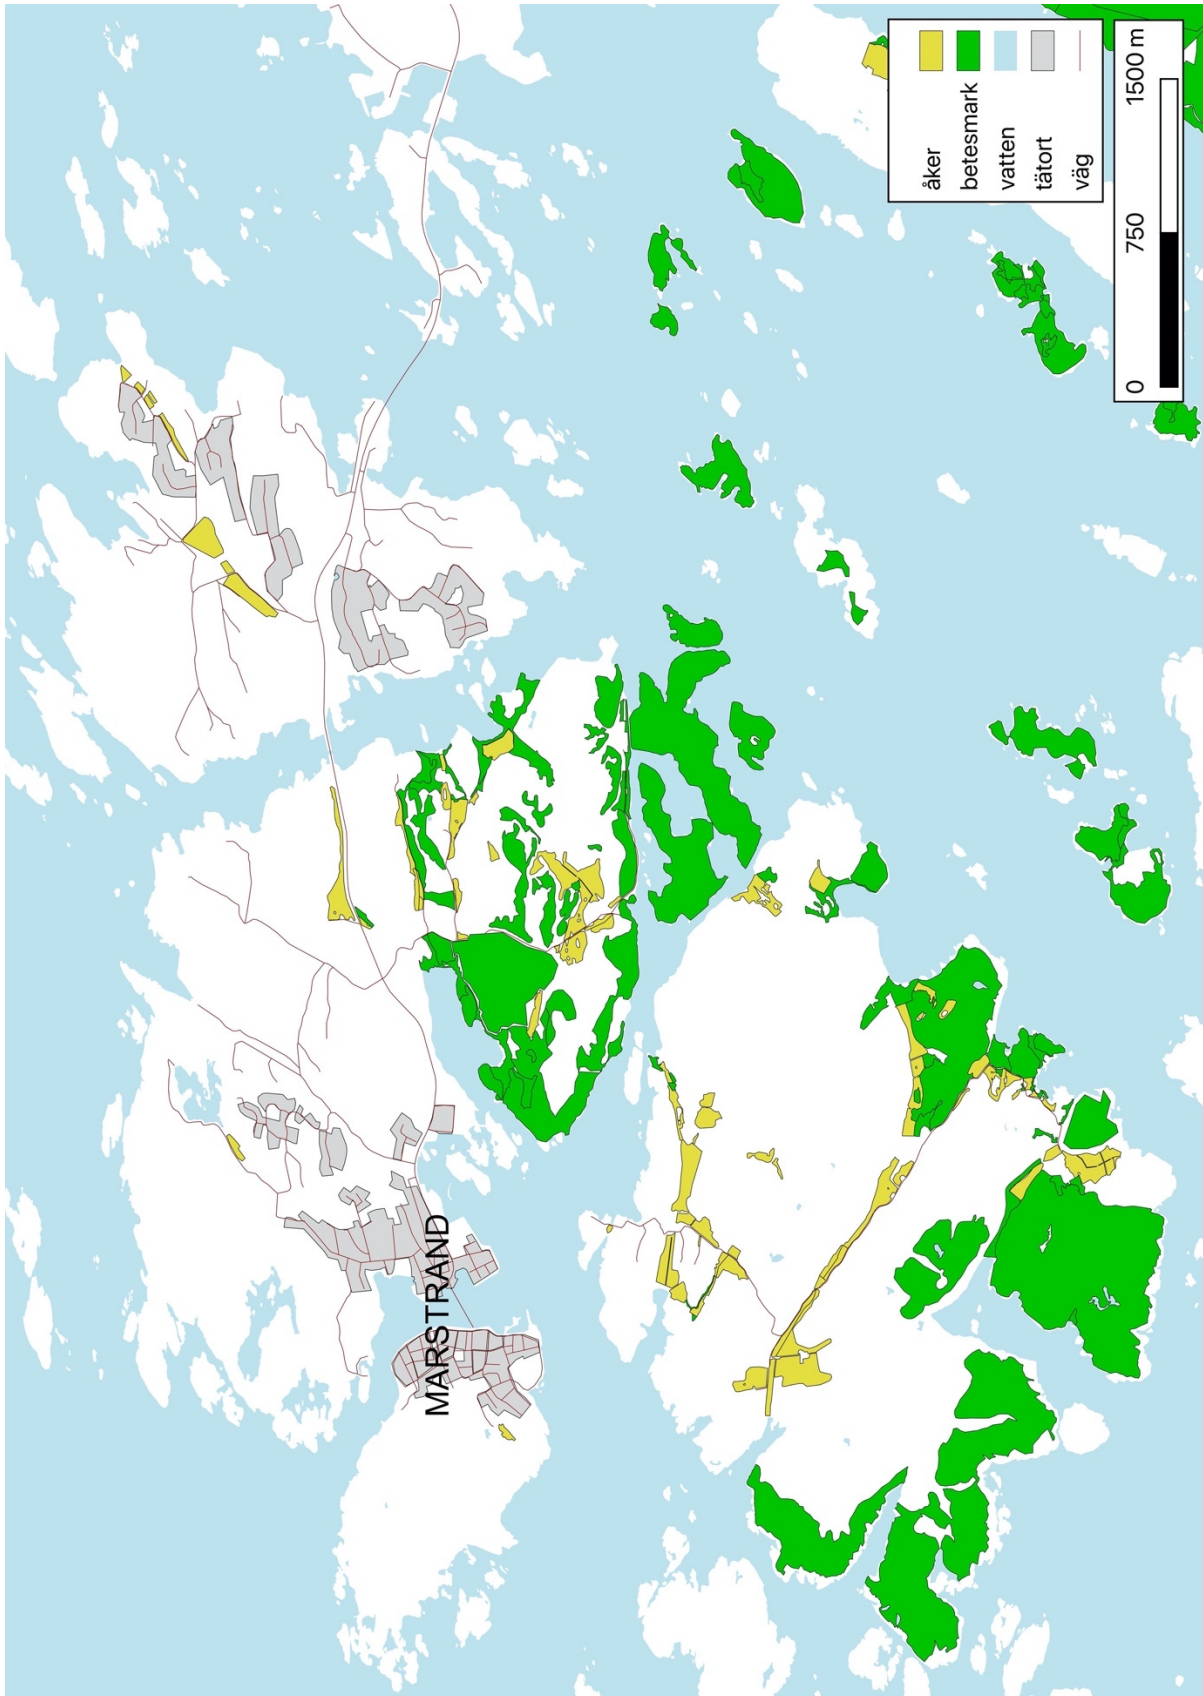 MARSTRAND
åker
betesmark
vatten
tätort
väg
0 750 1500 m